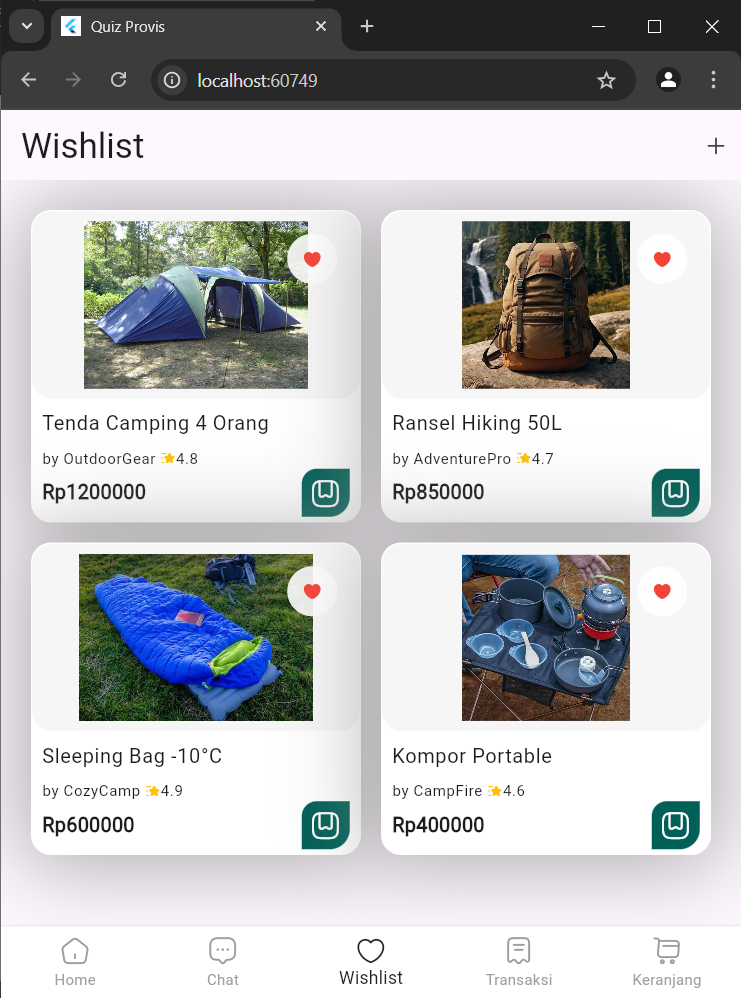 Quiz Provis
localhost:60749
Wishlist
Tenda Camping 4 Orang
by OutdoorGear 4.8
Rp1200000
Ransel Hiking 50L
by AdventurePro 4.7
Rp850000
Sleeping Bag -10°C
by CozyCamp 4.9
Rp600000
Kompor Portable
by CampFire 4.6
Rp400000
Home
Chat
Wishlist
Transaksi
Keranjang